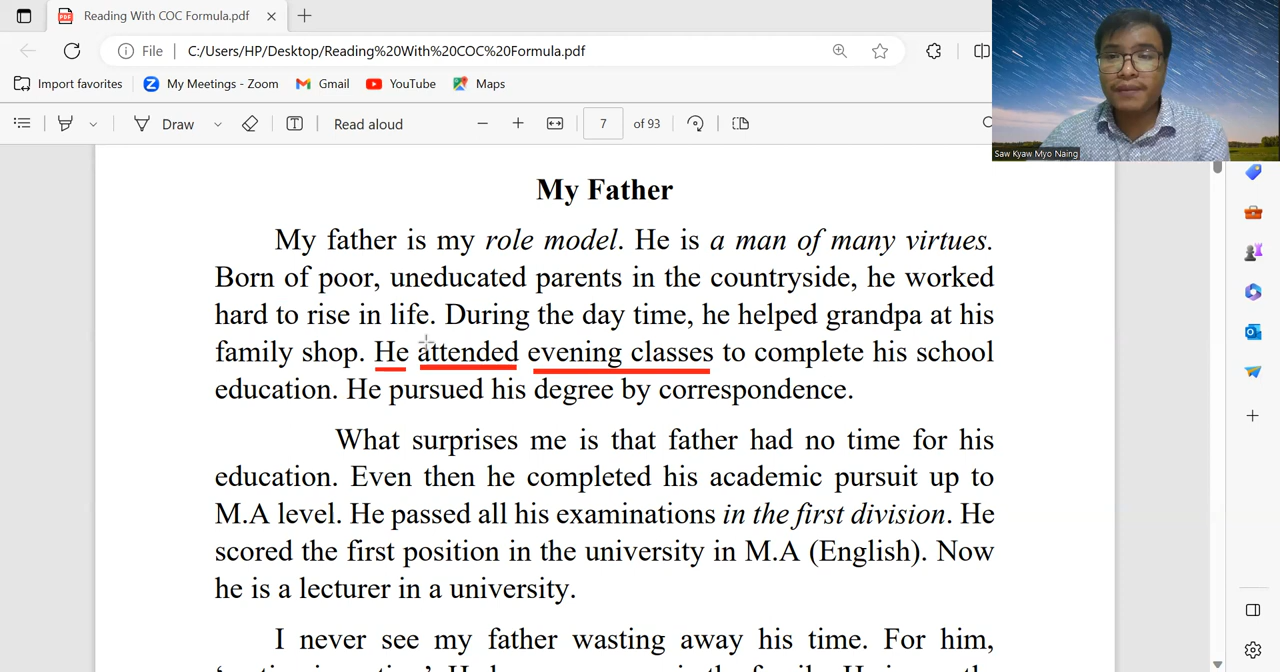 Reading With COC Formula.pdf
File C:/Users/HP/Desktop/Reading%20With%20COC%20Formula.pdf
Import favorites My Meetings - Zoom Gmail YouTube Maps
Draw Read aloud 7 of 93
Saw Kyaw Myo Naing
My Father
My father is my role model. He is a man of many virtues.
Born of poor, uneducated parents in the countryside, he worked
hard to rise in life. During the day time, he helped grandpa at his
family shop. He attended evening classes to complete his school
education. He pursued his degree by correspondence.
What surprises me is that father had no time for his
education. Even then he completed his academic pursuit up to
M.A level. He passed all his examinations in the first division. He
scored the first position in the university in M.A (English). Now
he is a lecturer in a university.
I never see my father wasting away his time. For him,